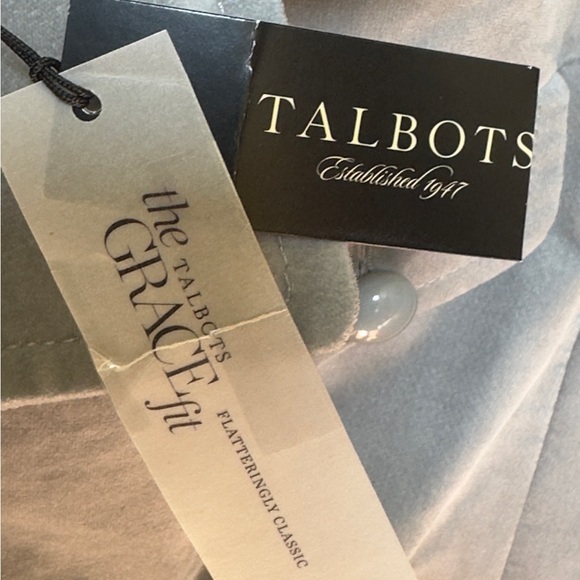 TALBOTS
Established 1947
the
TALBOTS
GRACE fit
FLATTERINGLY CLASSIC